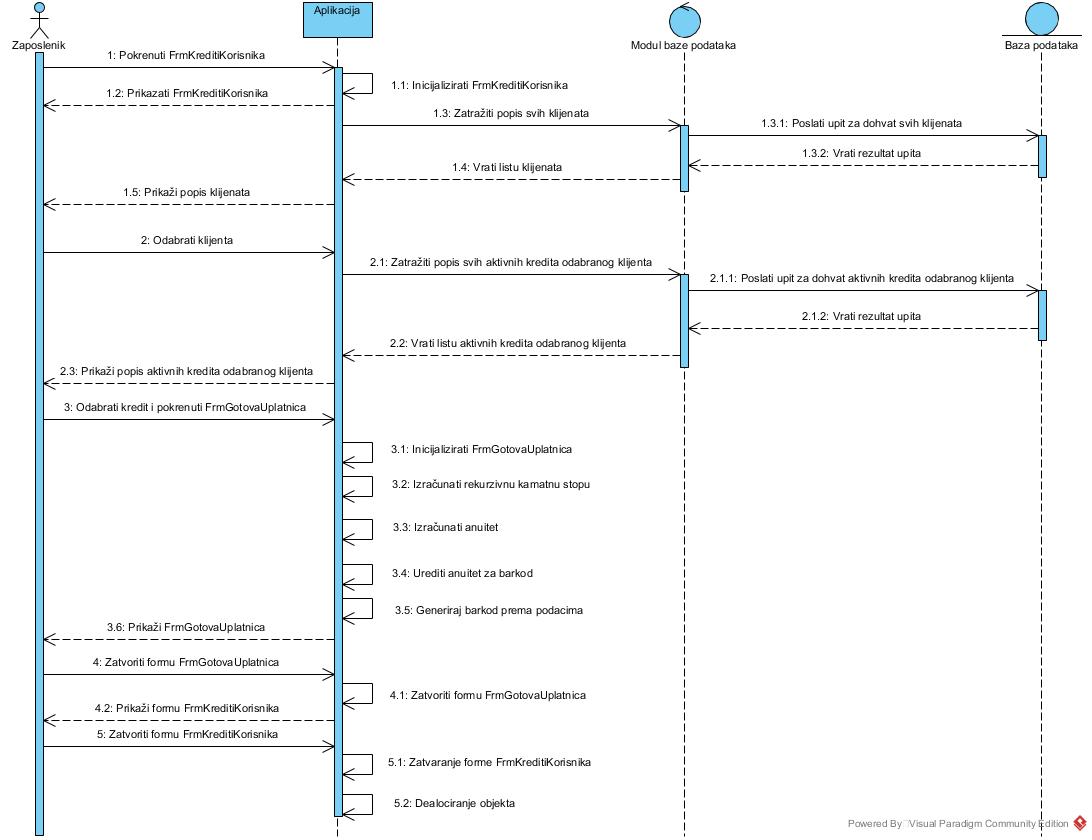 Zaposlenik
Aplikacija
Modul baze podataka
Baza podataka
1: Pokrenuti FrmKreditiKorisnika
1.1: Inicijalizirati FrmKreditiKorisnika
1.2: Prikazati FrmKreditiKorisnika
1.3: Zatražiti popis svih klijenata
1.3.1: Poslati upit za dohvat svih klijenata
1.3.2: Vrati rezultat upita
1.4: Vrati listu klijenata
1.5: Prikaži popis klijenata
2: Odabrati klijenta
2.1: Zatražiti popis svih aktivnih kredita odabranog klijenta
2.1.1: Poslati upit za dohvat aktivnih kredita odabranog klijenta
2.1.2: Vrati rezultat upita
2.2: Vrati listu aktivnih kredita odabranog klijenta
2.3: Prikaži popis aktivnih kredita odabranog klijenta
3: Odabrati kredit i pokrenuti FrmGotovaUplatnica
3.1: Inicijalizirati FrmGotovaUplatnica
3.2: Izračunati rekurzivnu kamatnu stopu
3.3: Izračunati anuitet
3.4: Urediti anuitet za barkod
3.5: Generiraj barkod prema podacima
3.6: Prikaži FrmGotovaUplatnica
4: Zatvoriti formu FrmGotovaUplatnica
4.1: Zatvoriti formu FrmGotovaUplatnica
4.2: Prikaži formu FrmKreditiKorisnika
5: Zatvoriti formu FrmKreditiKorisnika
5.1: Zatvaranje forme FrmKreditiKorisnika
5.2: Dealociranje objekta
Powered By Visual Paradigm Community Edition